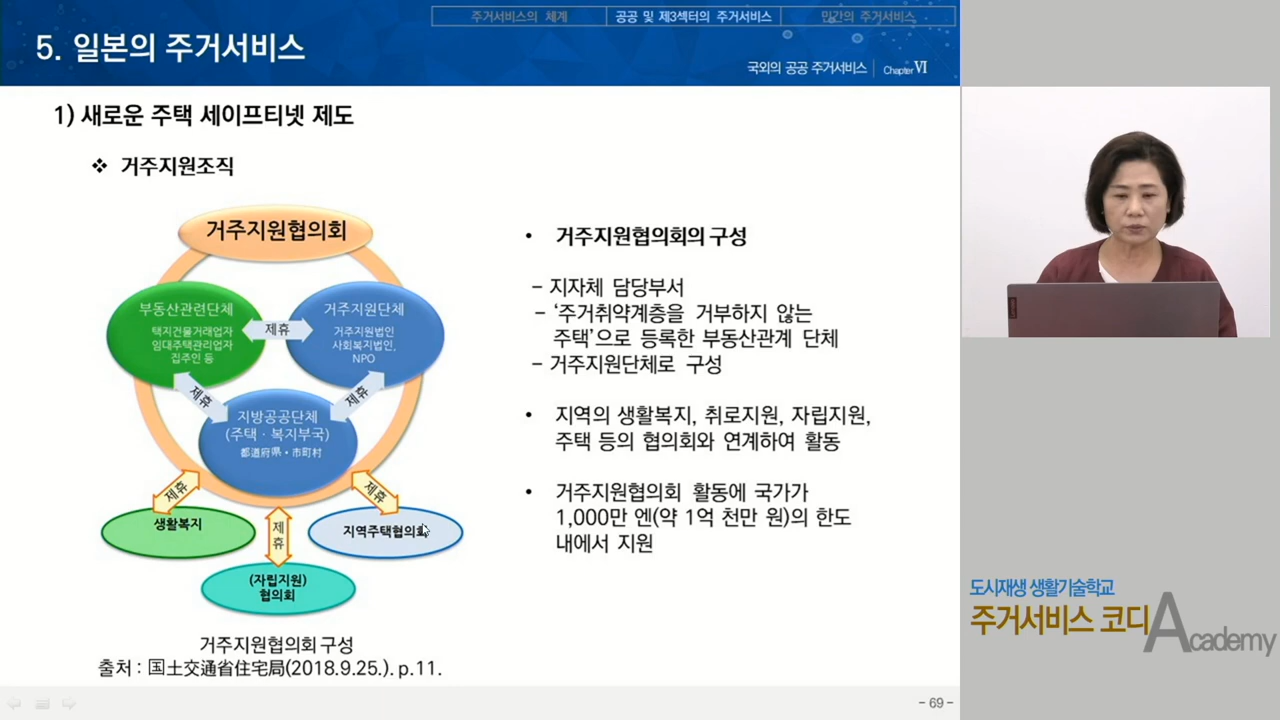 주거서비스의 체계
공공 및 제3섹터의 주거서비스
민간의 주거서비스
5. 일본의 주거서비스
국외의 공공 주거서비스
Chapter Ⅵ
1) 새로운 주택 세이프티넷 제도
❖ 거주지원조직
거주지원협의회
부동산관련단체
택지건물거래업자
임대주택관리업자
집주인 등
제휴
거주지원단체
거주지원법인
사회복지법인,
NPO
제휴
제휴
지방공공단체
(주택 · 복지부국)
都道府県・市町村
제휴
제휴
제
휴
생활복지
지역주택협의회
(자립지원)
협의회
거주지원협의회 구성
출처 : 国土交通省住宅局(2018.9.25.). p.11.
• 거주지원협의회의 구성
– 지자체 담당부서
– ‘주거취약계층을 거부하지 않는
주택’으로 등록한 부동산관계 단체
– 거주지원단체로 구성
• 지역의 생활복지, 취로지원, 자립지원,
주택 등의 협의회와 연계하여 활동
• 거주지원협의회 활동에 국가가
1,000만 엔(약 1억 천만 원)의 한도
내에서 지원
– 69 –
도시재생 생활기술학교
주거서비스 코디
Academy